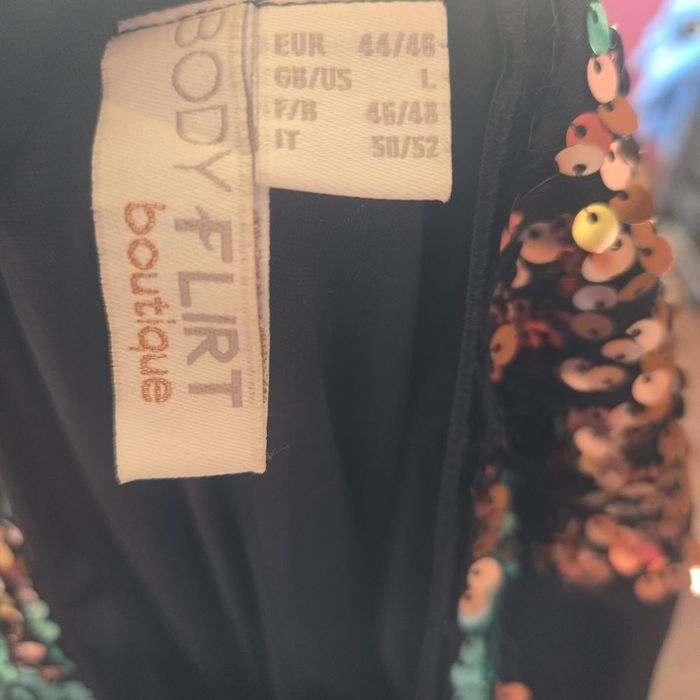 BODY FLIRT
boutique
EUR 44/46
GB/US L
F/B 46/48
IT 50/52